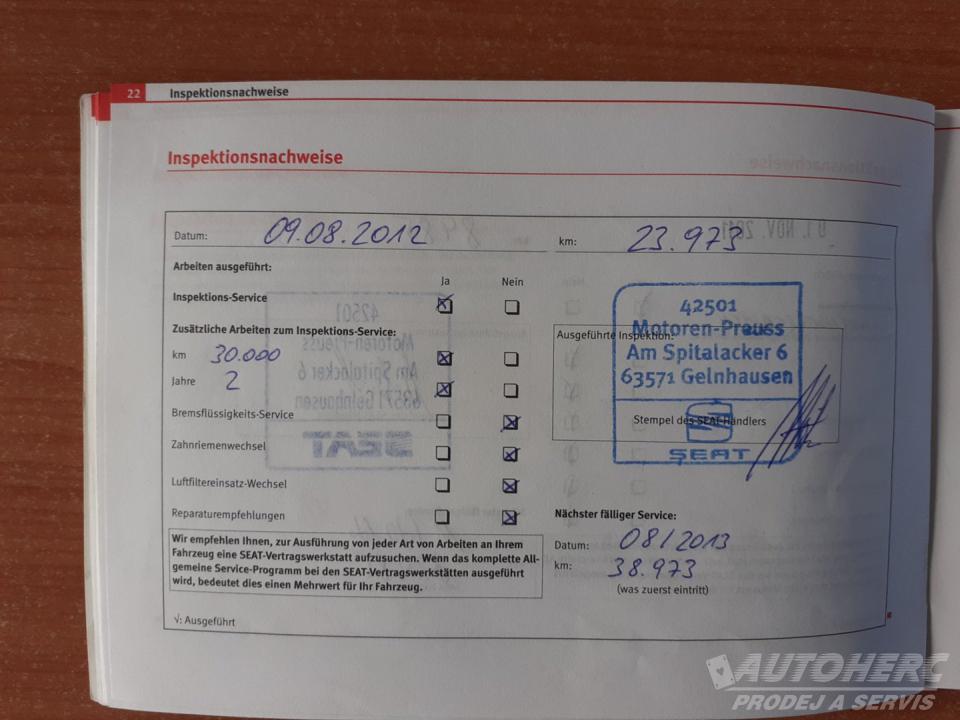 22 Inspektionsnachweise
Inspektionsnachweise
Datum: 09.08.2012 km: 23.973
Arbeiten ausgeführt:
Ja Nein
Inspektions-Service
Zusätzliche Arbeiten zum Inspektions-Service:
km 30.000
Jahre 2
Bremsflüssigkeits-Service
Zahnriemenwechsel
Luftfiltereinsatz-Wechsel
Reparaturempfehlungen
Wir empfehlen Ihnen, zur Ausführung von jeder Art von Arbeiten an Ihrem
Fahrzeug eine SEAT-Vertragswerkstatt aufzusuchen. Wenn das komplette All-
gemeine Service-Programm bei den SEAT-Vertragswerkstätten ausgeführt
wird, bedeutet dies einen Mehrwert für Ihr Fahrzeug.
√: Ausgeführt
42501
Ausgeführte Inspektion:
Motoren-Preuss
Am Spitalacker 6
63571 Gelnhausen
Stempel des SEAT-Händlers
SEAT
Nächster fälliger Service:
Datum: 08/2013
km: 38.973
(was zuerst eintritt)
AUTOHERC
PRODEJ A SERVIS